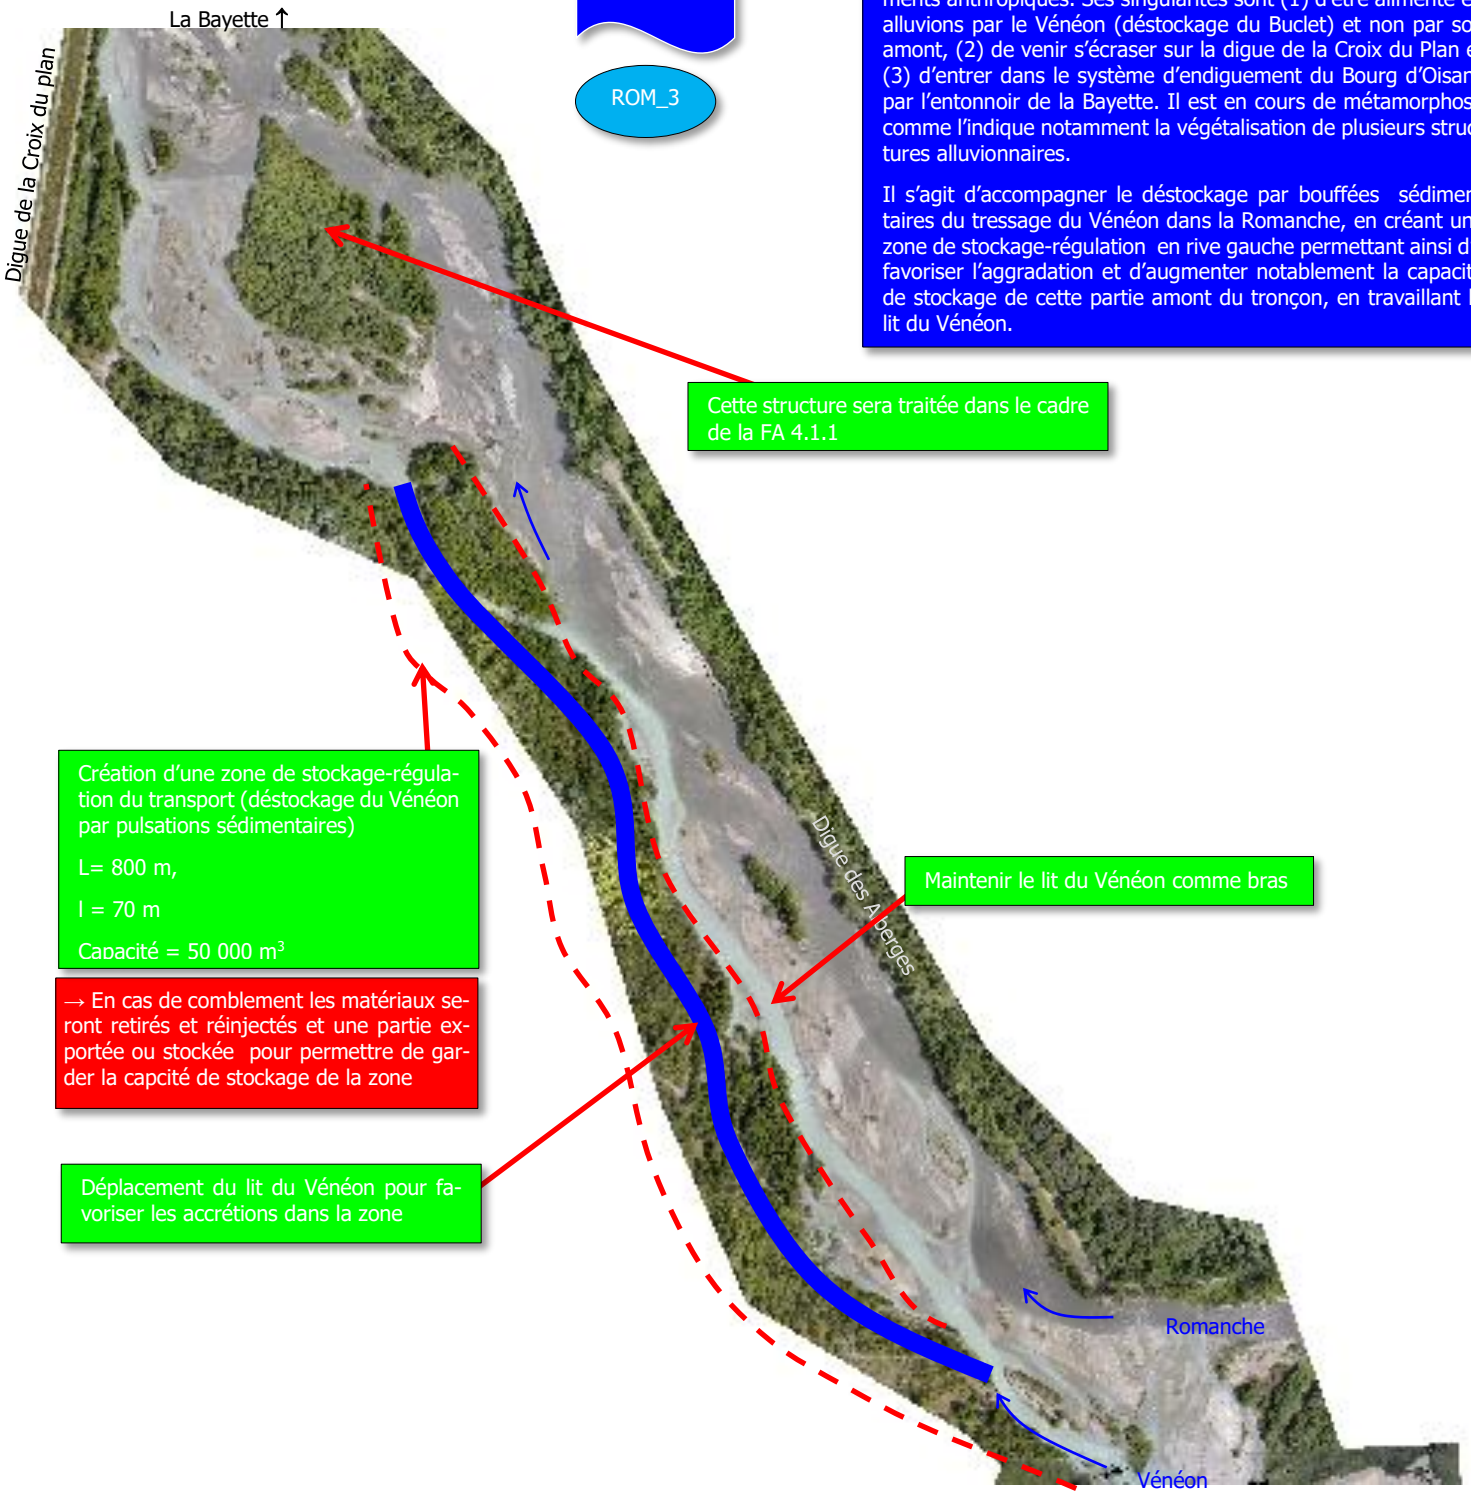 La Bayette ↑
Digue de la Croix du plan
ROM_3
ments anthropiques. Ses singularités sont (1) d'être alimenté e
alluvions par le Vénéon (déstockage du Buclet) et non par so
amont, (2) de venir s'écraser sur la digue de la Croix du Plan e
(3) d'entrer dans le système d'endiguement du Bourg d'Oisan
par l'entonnoir de la Bayette. Il est en cours de métamorphos
comme l'indique notamment la végétalisation de plusieurs struc
tures alluvionnaires.
Il s'agit d'accompagner le déstockage par bouffées sédimen
taires du tressage du Vénéon dans la Romanche, en créant un
zone de stockage-régulation en rive gauche permettant ainsi d
favoriser l'aggradation et d'augmenter notablement la capacit
de stockage de cette partie amont du tronçon, en travaillant l
lit du Vénéon.
Cette structure sera traitée dans le cadre
de la FA 4.1.1
Création d'une zone de stockage-régula-
tion du transport (déstockage du Vénéon
par pulsations sédimentaires)
L= 800 m,
l = 70 m
Capacité = 50 000 m³
→ En cas de comblement les matériaux se-
ront retirés et réinjectés et une partie ex-
portée ou stockée pour permettre de gar-
der la capcité de stockage de la zone
Digue des Alberges
Maintenir le lit du Vénéon comme bras
Déplacement du lit du Vénéon pour fa-
voriser les accrétions dans la zone
Romanche
Vénéon